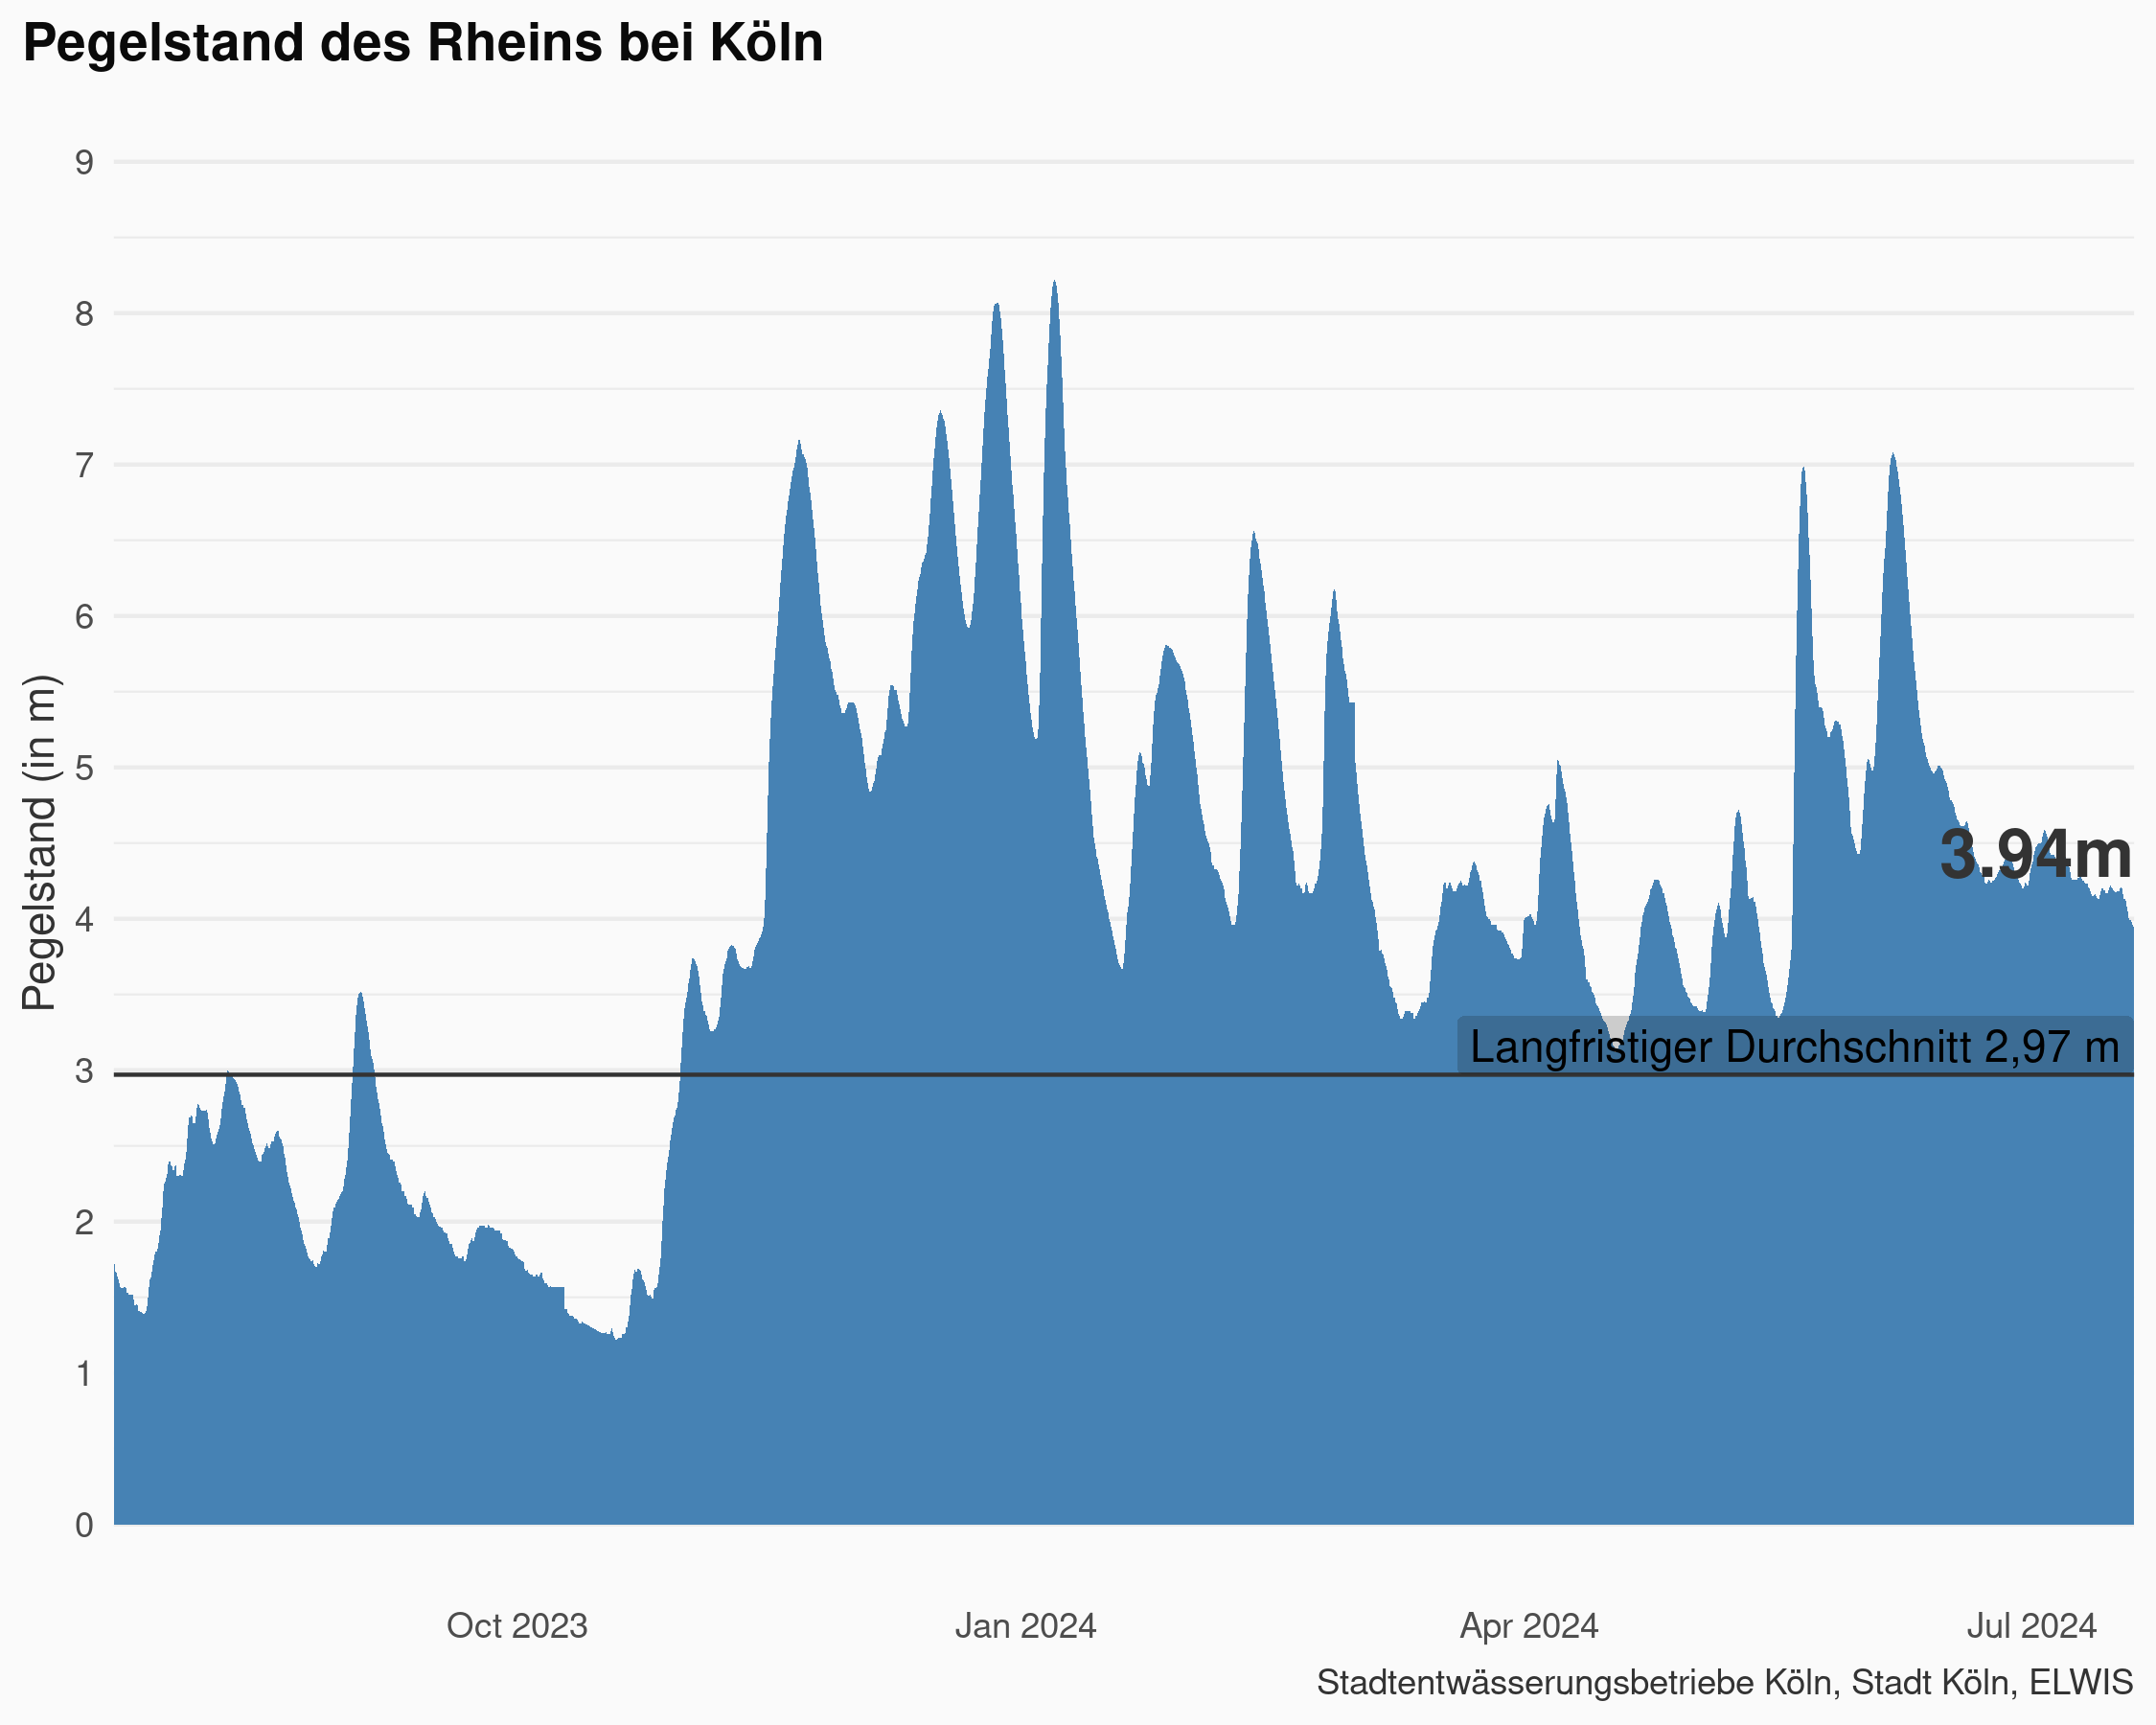 Pegelstand des Rheins bei Köln
Pegelstand (in m)
9
8
7
6
5
4
3
2
1
0
3.94m
Langfristiger Durchschnitt 2,97 m
Oct 2023
Jan 2024
Apr 2024
Jul 2024
Stadtentwässerungsbetriebe Köln, Stadt Köln, ELWIS